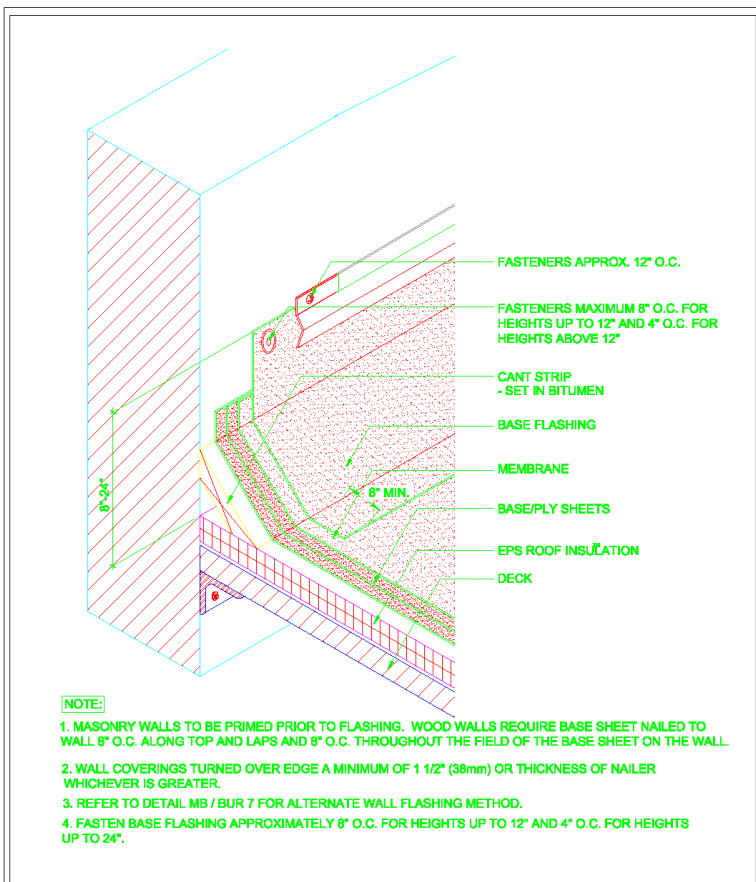 FASTENERS APPROX. 12" O.C.
FASTENERS MAXIMUM 8" O.C. FOR
HEIGHTS UP TO 12" AND 4" O.C. FOR
HEIGHTS ABOVE 12"
CANT STRIP
- SET IN BITUMEN
BASE FLASHING
MEMBRANE
8" MIN.
8"-24"
BASE/PLY SHEETS
EPS ROOF INSULATION™
DECK
NOTE:
1. MASONRY WALLS TO BE PRIMED PRIOR TO FLASHING. WOOD WALLS REQUIRE BASE SHEET NAILED TO
WALL 8" O.C. ALONG TOP AND LAPS AND 8" O.C. THROUGHOUT THE FIELD OF THE BASE SHEET ON THE WALL.
2. WALL COVERINGS TURNED OVER EDGE A MINIMUM OF 1 1/2" (38mm) OR THICKNESS OF NAILER
WHICHEVER IS GREATER.
3. REFER TO DETAIL MB / BUR 7 FOR ALTERNATE WALL FLASHING METHOD.
4. FASTEN BASE FLASHING APPROXIMATELY 8" O.C. FOR HEIGHTS UP TO 12" AND 4" O.C. FOR HEIGHTS
UP TO 24".